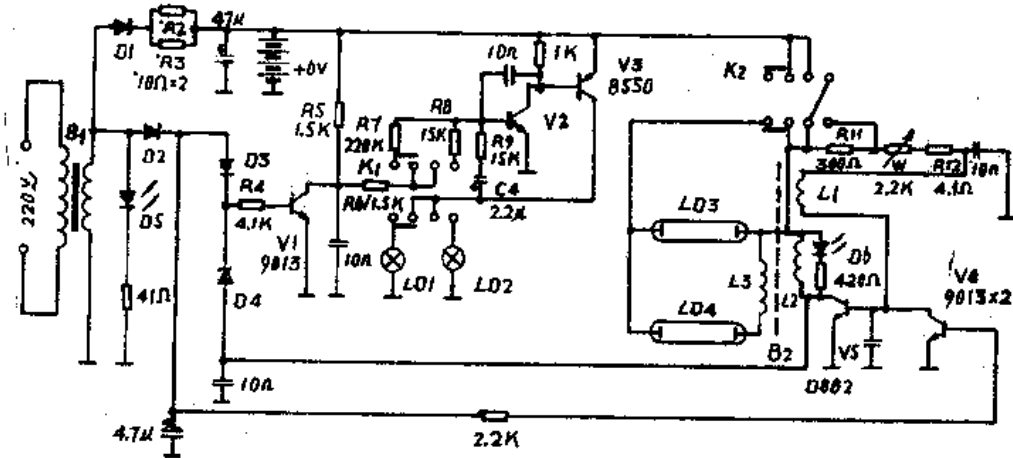 D1
R2
R3
10Ω×2
47μ
+6V
R5
1.5K
10n
1K
V3
8550
V2
R7
220K
R8
15K
R9
15K
K1
R6/1.5K
C4
2.2μ
K2
R11
300Ω
W
2.2K
R12
4.1Ω
10n
L1
220V
B1
D2
D5
41Ω
D3
R4
4.1K
D4
V1
9013
10n
LD1
LD2
LD3
L3
L2
D6
420Ω
LD4
B2
V5
D882
V4
9013×2
10n
4.7μ
2.2K